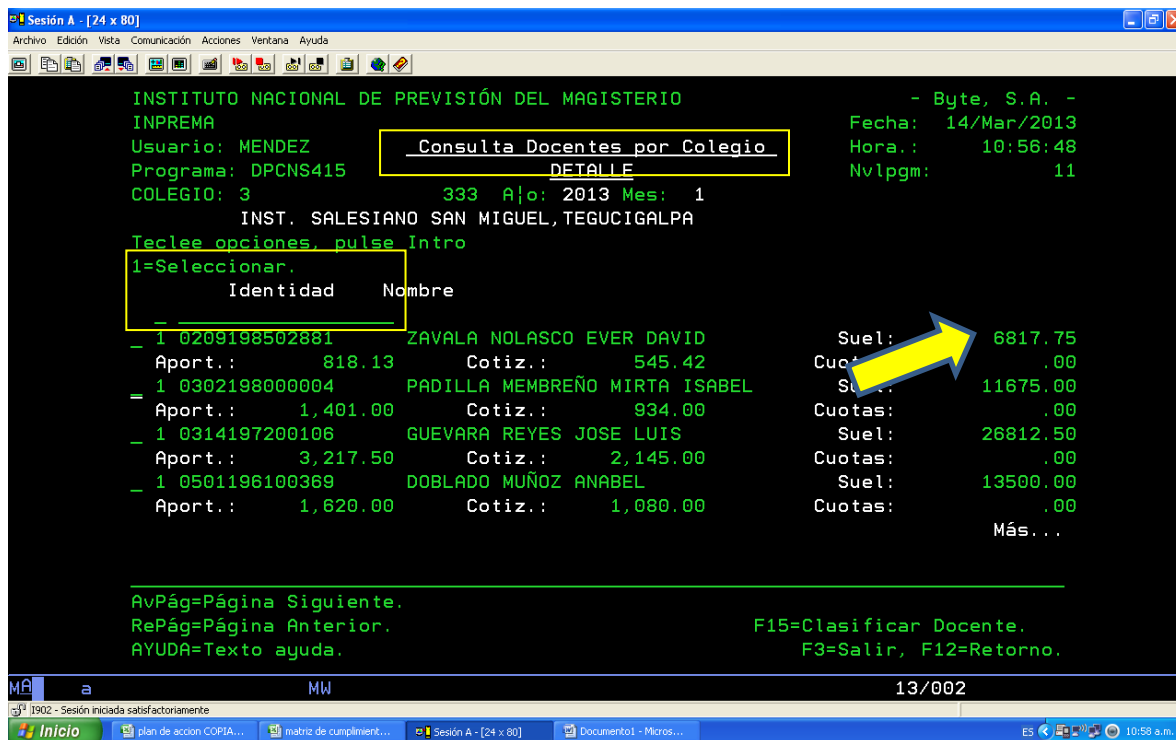 Sesión A - [24 x 80]
Archivo Edición Vista Comunicación Acciones Ventana Ayuda
INSTITUTO NACIONAL DE PREVISIÓN DEL MAGISTERIO - Byte, S.A. -
INPREMA Fecha: 14/Mar/2013
Usuario: MENDEZ Consulta Docentes por Colegio Hora.: 10:56:48
Programa: DPCNS415 DETALLE Nvlpgm: 11
COLEGIO: 3 333 A¦o: 2013 Mes: 1
INST. SALESIANO SAN MIGUEL,TEGUCIGALPA
Teclee opciones, pulse Intro
1=Seleccionar.
Identidad Nombre
_ 1 0209198502881 ZAVALA NOLASCO EVER DAVID Suel: 6817.75
Aport.: 818.13 Cotiz.: 545.42 .00
_ 1 0302198000004 PADILLA MEMBREÑO MIRTA ISABEL 11675.00
Aport.: 1,401.00 Cotiz.: 934.00 Cuotas: .00
_ 1 0314197200106 GUEVARA REYES JOSE LUIS Suel: 26812.50
Aport.: 3,217.50 Cotiz.: 2,145.00 Cuotas: .00
_ 1 0501196100369 DOBLADO MUÑOZ ANABEL Suel: 13500.00
Aport.: 1,620.00 Cotiz.: 1,080.00 Cuotas: .00
Más...
AvPág=Página Siguiente.
RePág=Página Anterior. F15=Clasificar Docente.
AYUDA=Texto ayuda. F3=Salir, F12=Retorno.
MA a MW 13/002
I902 - Sesión iniciada satisfactoriamente
Inicio plan de accion COPIA... matriz de cumplimient... Sesión A - [24 x 80] Documento1 - Micros... ES 10:58 a.m.